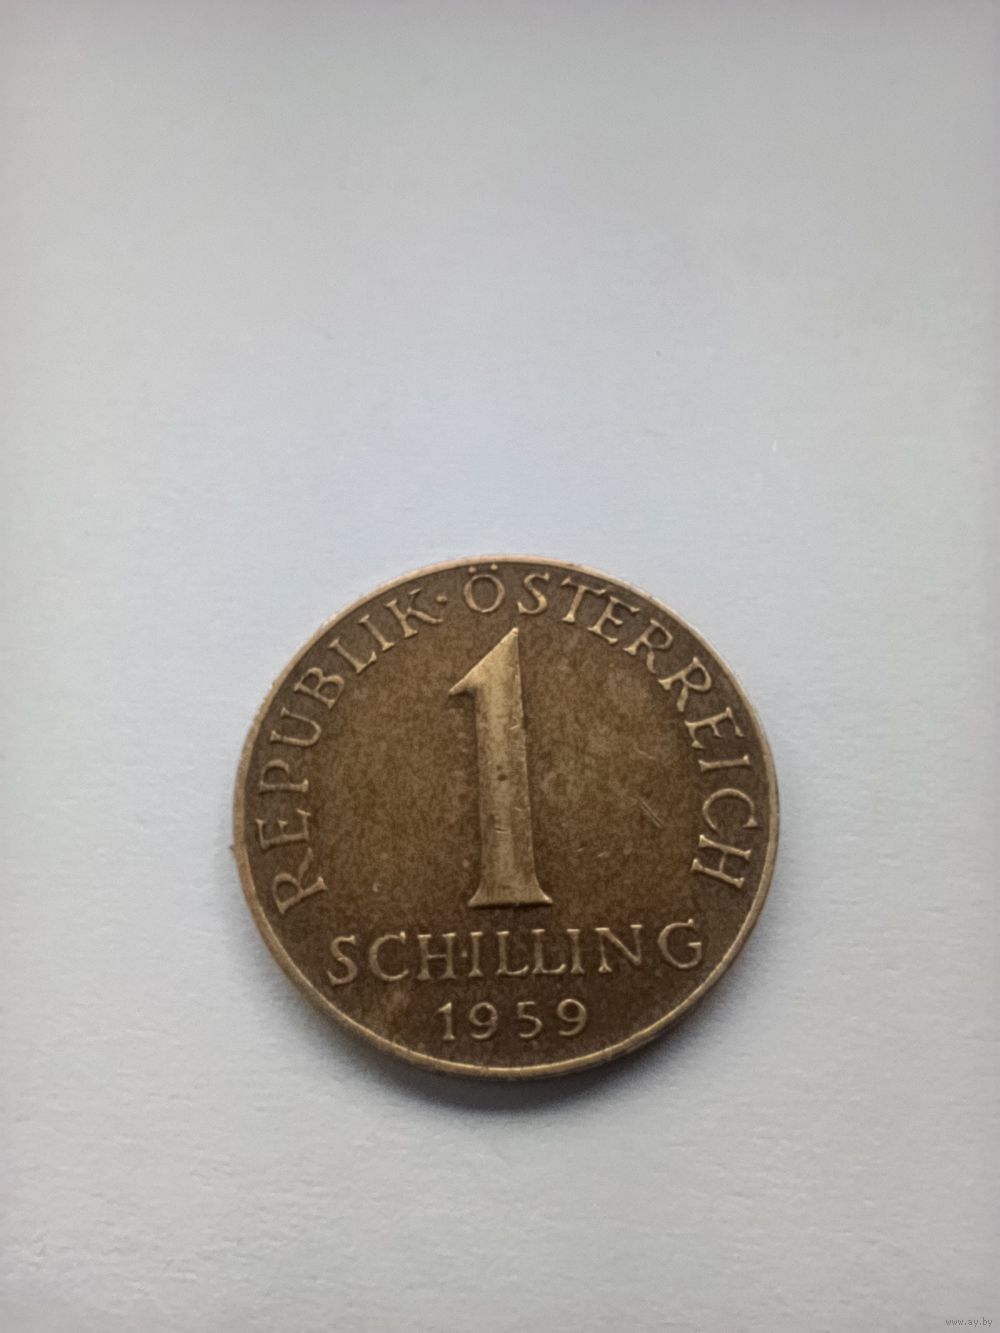 REPUBLIK · ÖSTERREICH
1
SCHILLING
1959
www.ay.by